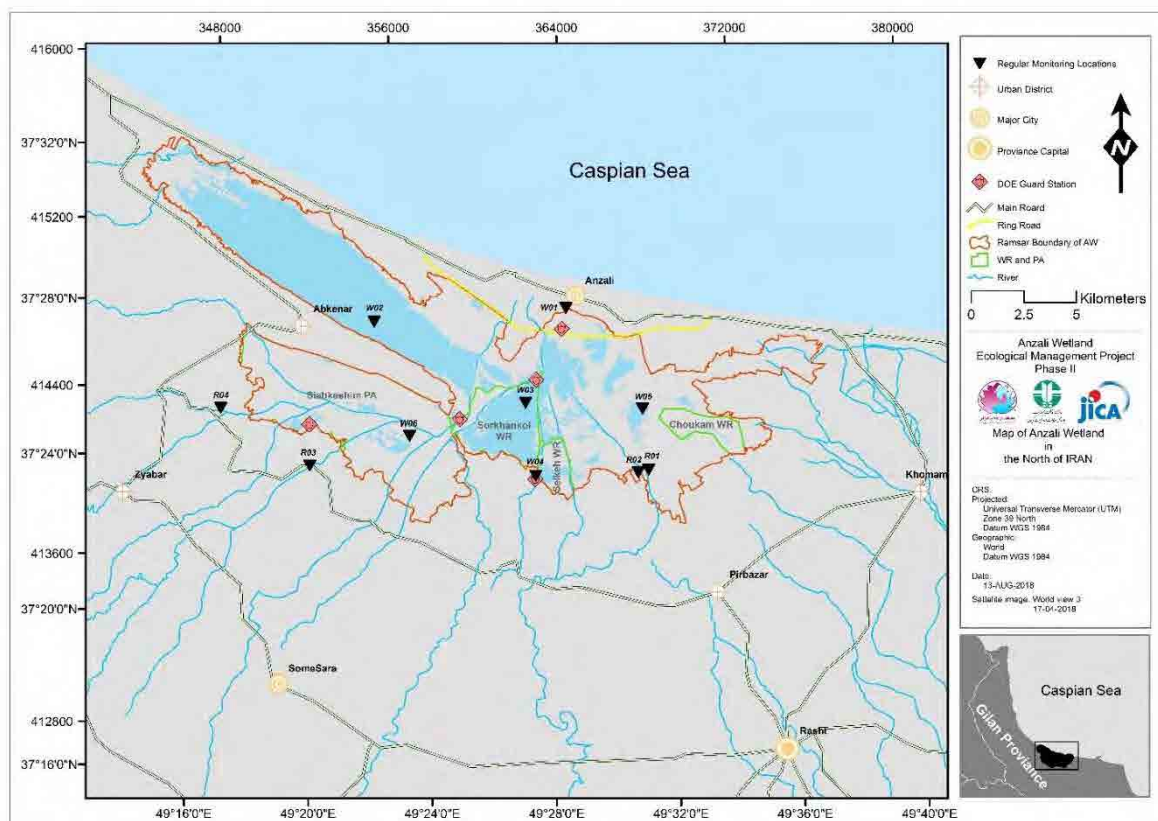 348000 356000 364000 372000 380000
416000
37°32'0"N
415200
37°28'0"N
414400
37°24'0"N
413600
37°20'0"N
412800
37°16'0"N
49°16'0"E 49°20'0"E 49°24'0"E 49°28'0"E 49°32'0"E 49°36'0"E 49°40'0"E
Caspian Sea
Anzali
W01
Abkenar
W02
W03
W05
R04
Siahkeshim PA
W06
Sorkhankol
WR
Choukam WR
Selkeh WR
W04
R03
R02 R01
Zyabar
Khomam
Pirbazar
SomeSara
Rasht
Regular Monitoring Locations
Urban District
Major City
Proviance Capital
DOE Guard Station
Main Roard
Ring Road
Ramsar Boundary of AW
WR and PA
River
N
Kilometers
0 2.5 5
Anzali Wetland
Ecological Management Project
Phase II
JICA
Map of Anzali Wetland
in
the North of IRAN
CRS:
Projected:
Universal Transverse Mercator (UTM)
Zone 39 North
Datum WGS 1984
Geographic:
World
Datum WGS 1984
Date:
13-AUG-2018
Sattalite image: World view 3
17-04-2018
Caspian Sea
Gilan Proviance